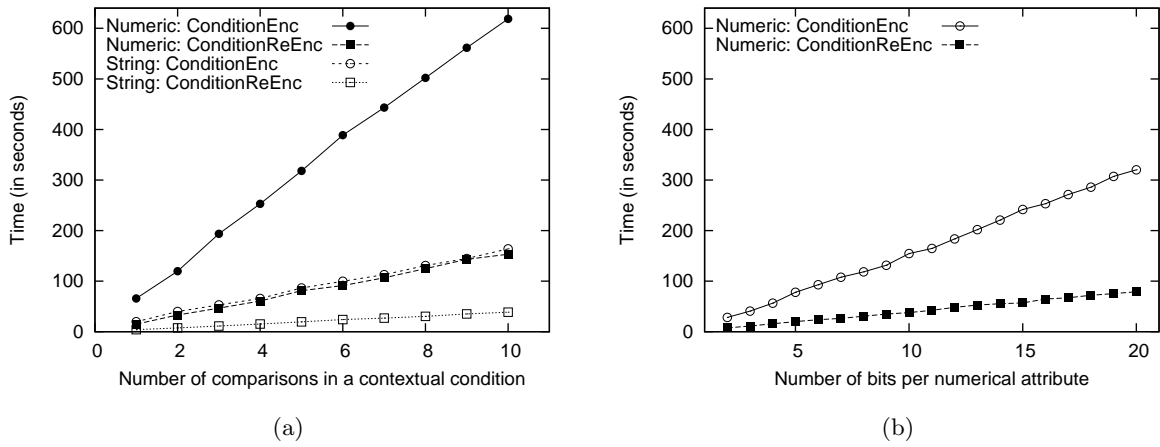 600
500
400
300
200
100
0
Time (in seconds)
Numeric: ConditionEnc
Numeric: ConditionReEnc
String: ConditionEnc
String: ConditionReEnc
0 2 4 6 8 10
Number of comparisons in a contextual condition
(a)
600
500
400
300
200
100
0
Time (in seconds)
Numeric: ConditionEnc
Numeric: ConditionReEnc
5 10 15 20
Number of bits per numerical attribute
(b)